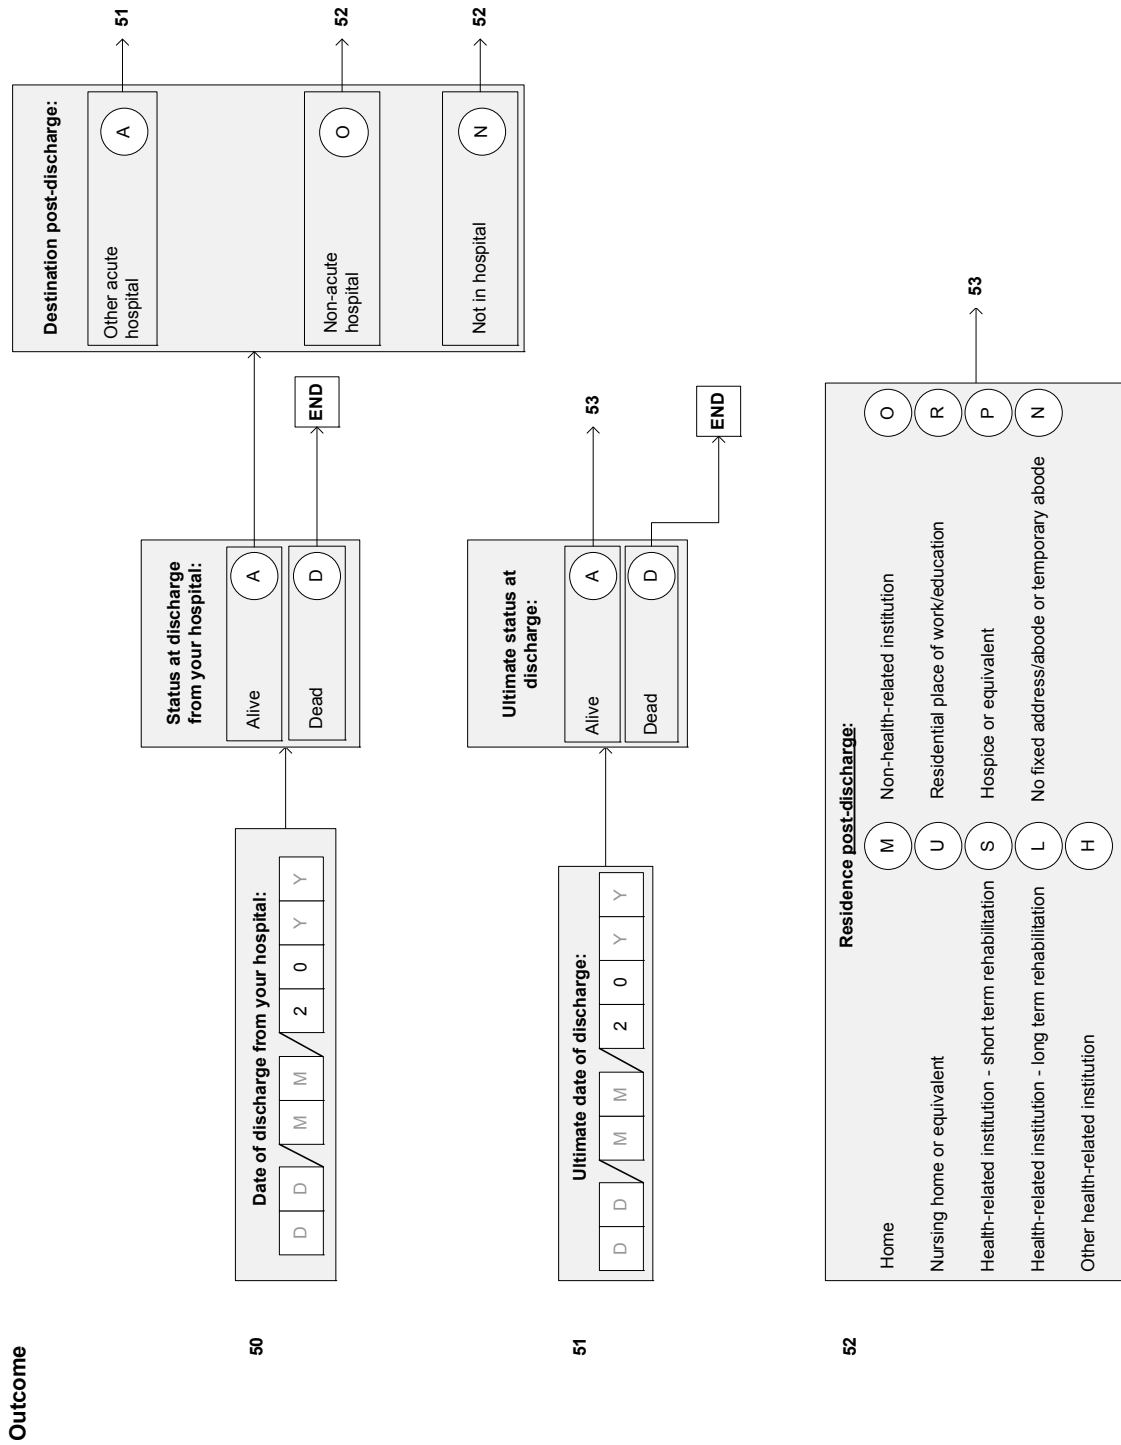 Outcome
50
Date of discharge from your hospital:
D D / M M / 2 0 Y Y
Status at discharge
from your hospital:
Alive A
Dead D
END
Destination post-discharge:
Other acute
hospital
A
51
Non-acute
hospital
O
52
Not in hospital N 52
51
Ultimate date of discharge:
D D / M M / 2 0 Y Y
Ultimate status at
discharge:
Alive A 53
Dead D
END
52
Residence post-discharge:
Home M Non-health-related institution O
Nursing home or equivalent U Residential place of work/education R
Health-related institution - short term rehabilitation S Hospice or equivalent P
Health-related institution - long term rehabilitation L No fixed address/abode or temporary abode N
Other health-related institution H
53